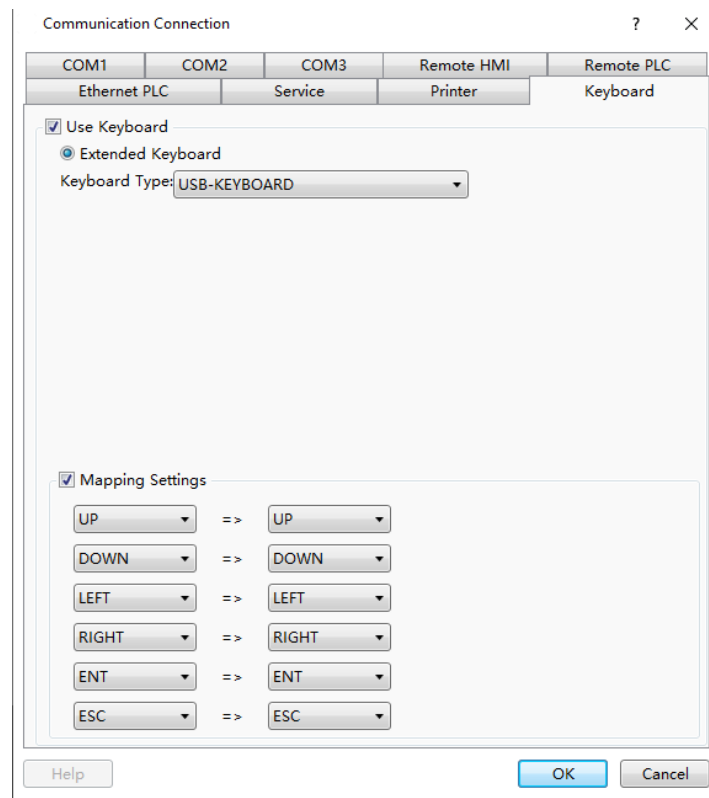 Communication Connection ? ×
COM1 COM2 COM3 Remote HMI Remote PLC
Ethernet PLC Service Printer Keyboard
Use Keyboard
Extended Keyboard
Keyboard Type: USB-KEYBOARD
Mapping Settings
UP => UP
DOWN => DOWN
LEFT => LEFT
RIGHT => RIGHT
ENT => ENT
ESC => ESC
Help OK Cancel